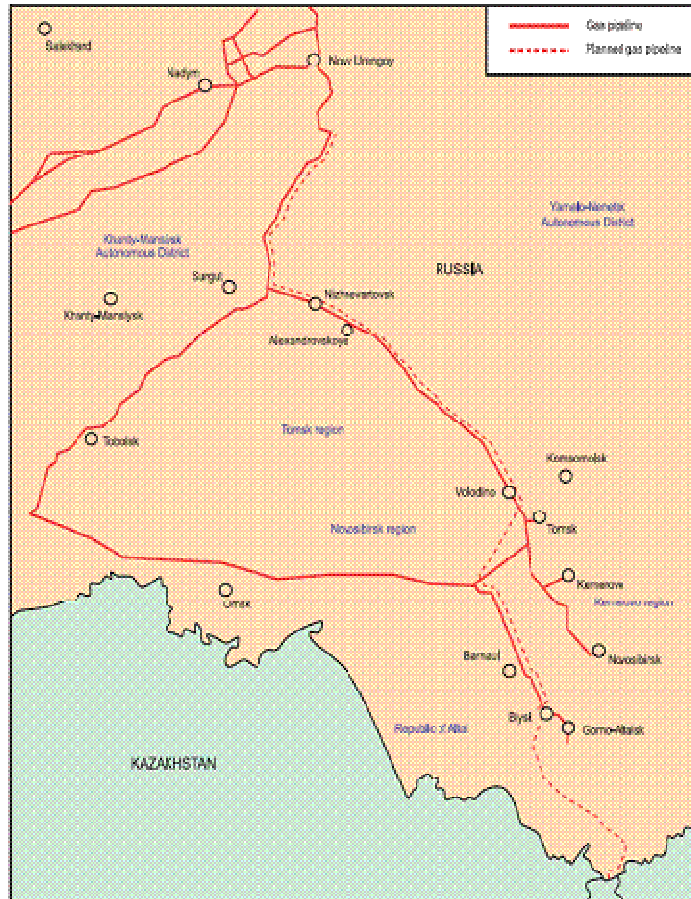 Gas pipeline
Planned gas pipeline
Salekhard
New Urengoy
Nadym
Yamalo-Nenetsk
Autonomous District
Khanty-Mansiysk
Autonomous District
RUSSIA
Surgut
Nizhnevartovsk
Khanty-Mansiysk
Alexandrovskoye
Tomsk region
Tobolsk
Komsomolsk
Volodino
Novosibirsk region
Tomsk
Kemerovo
Omsk
Kemerovo region
Novosibirsk
Barnaul
Biysk
Republic of Altai
Gorno-Altaisk
KAZAKHSTAN